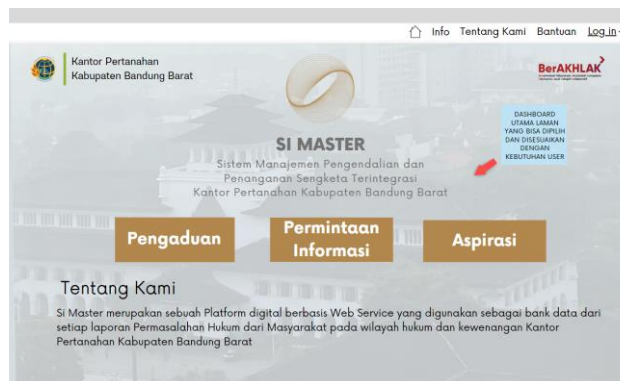 Info Tentang Kami Bantuan Log in
Kantor Pertanahan
Kabupaten Bandung Barat
BerAKHLAK
DASHBOARD
UTAMA LAMAN
YANG BISA DIPILIH
DAN DISESUAIKAN
DENGAN
KEBUTUHAN USER
SI MASTER
Sistem Manajemen Pengendalian dan
Penanganan Sengketa Terintegrasi
Kantor Pertanahan Kabupaten Bandung Barat
Pengaduan
Permintaan
Informasi
Aspirasi
Tentang Kami
Si Master merupakan sebuah Platform digital berbasis Web Service yang digunakan sebagai bank data dari
setiap laporan Permasalahan Hukum dari Masyarakat pada wilayah hukum dan kewenangan Kantor
Pertanahan Kabupaten Bandung Barat